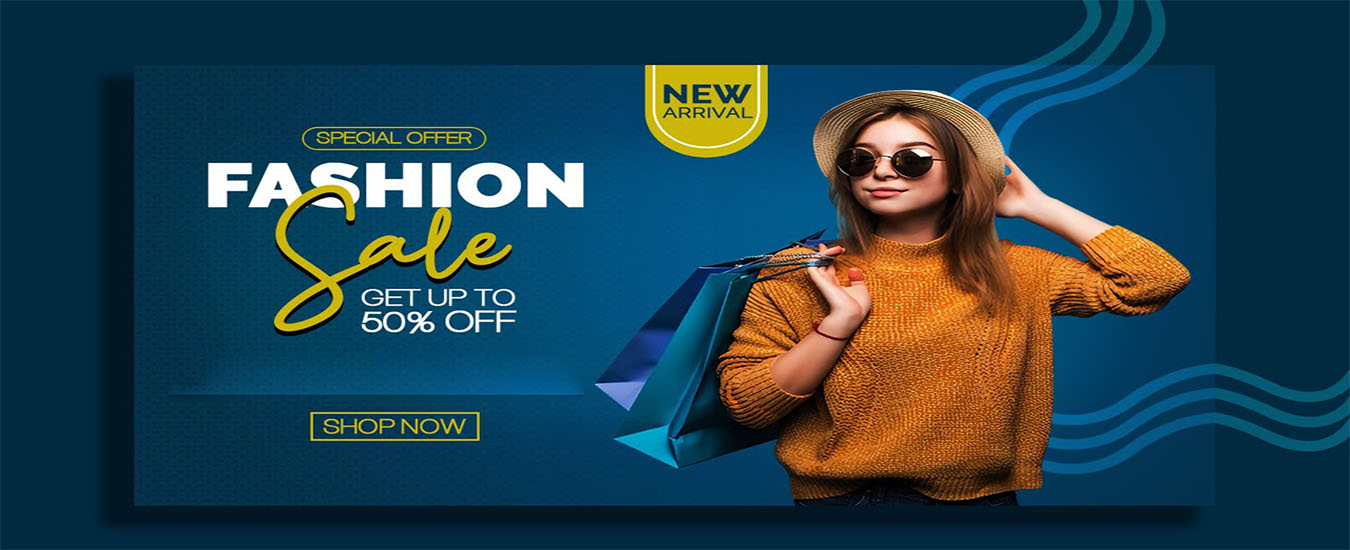 SPECIAL OFFER
FASHION
Sale
GET UP TO
50% OFF
SHOP NOW
NEW
ARRIVAL